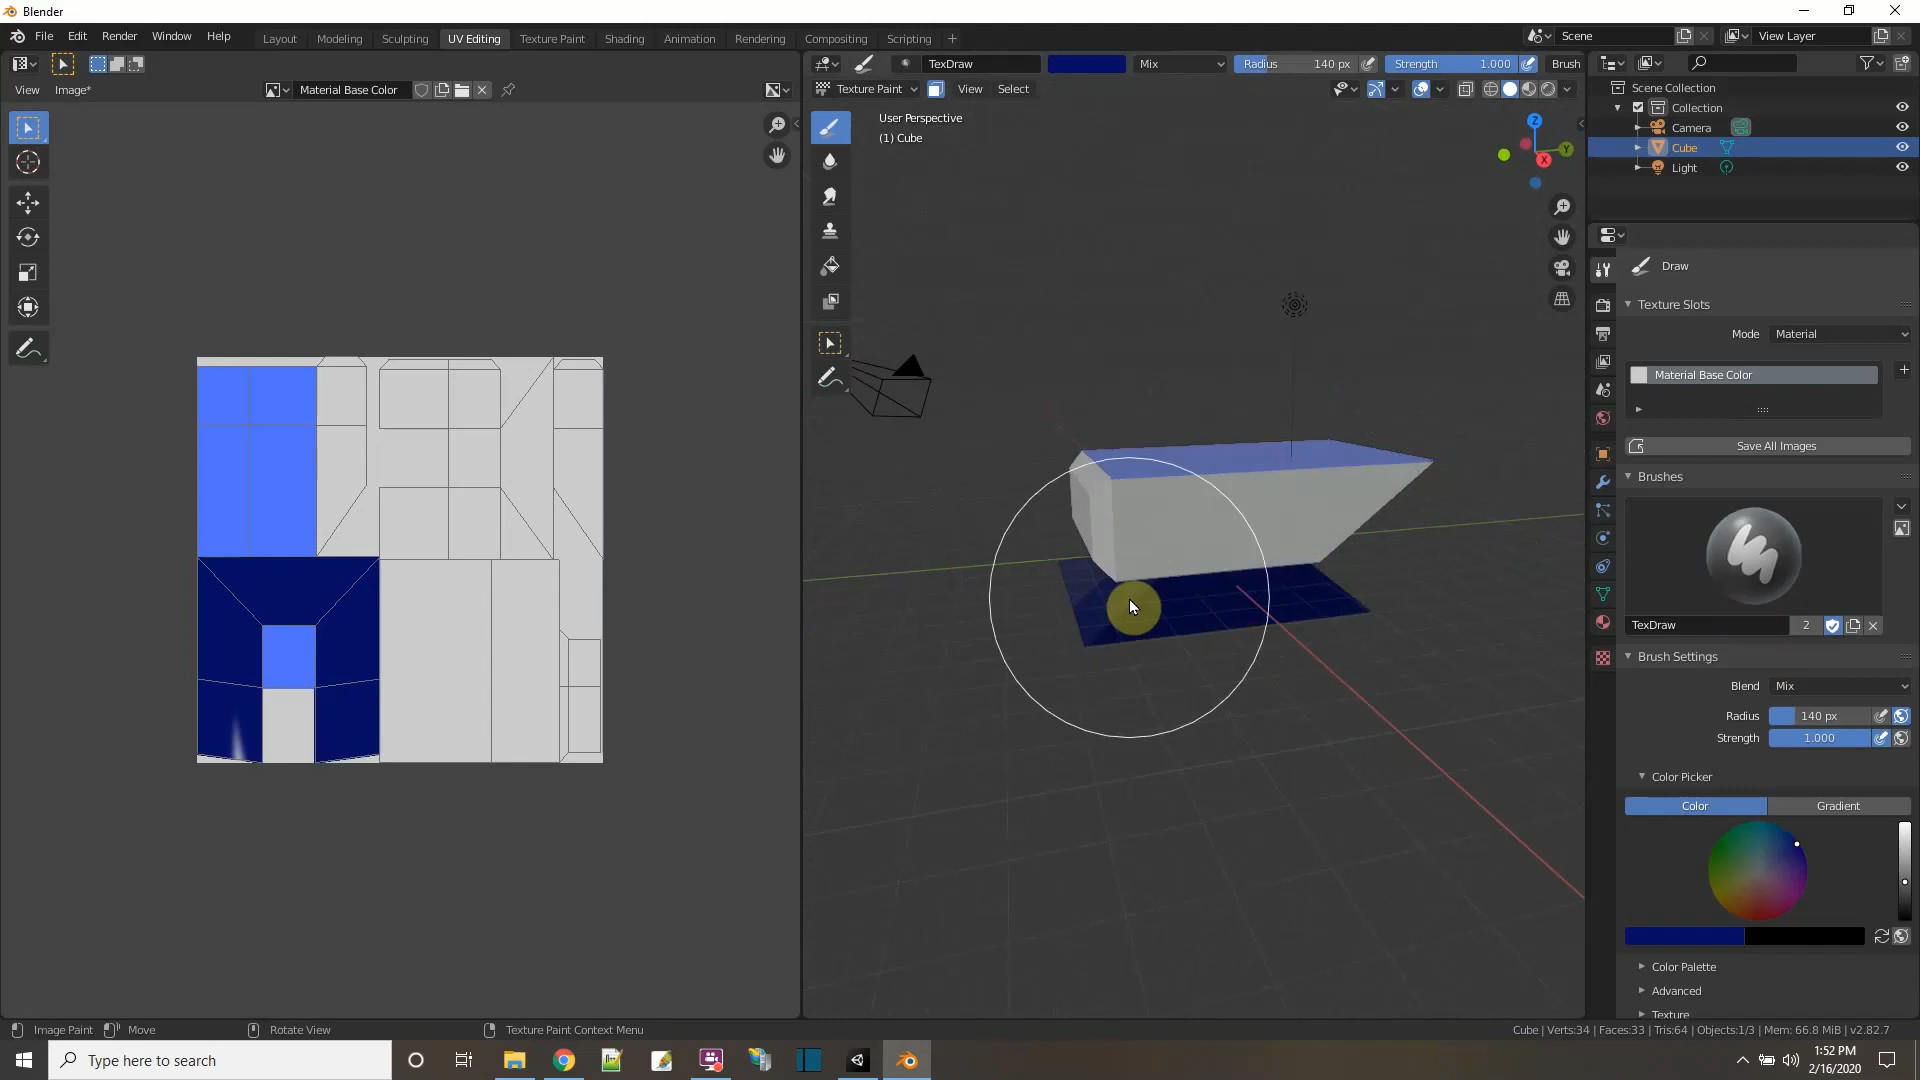 Blender
File Edit Render Window Help
Layout Modeling Sculpting UV Editing Texture Paint Shading Animation Rendering Compositing Scripting +
Scene
View Layer
TexDraw
Mix
Radius 140 px
Strength 1.000
Brush
View Image*
Material Base Color
Texture Paint View Select
User Perspective
(1) Cube
Z
Y
X
Scene Collection
Collection
Camera
Cube
Light
Draw
Texture Slots
Mode Material
Material Base Color
Save All Images
Brushes
TexDraw 2
Brush Settings
Blend Mix
Radius 140 px
Strength 1.000
Color Picker
Color Gradient
Color Palette
Advanced
Texture
Image Paint Move Rotate View Texture Paint Context Menu
Cube | Verts:34 | Faces:33 | Tris:64 | Objects:1/3 | Mem: 66.8 MiB | v2.82.7
Type here to search
1:52 PM
2/16/2020